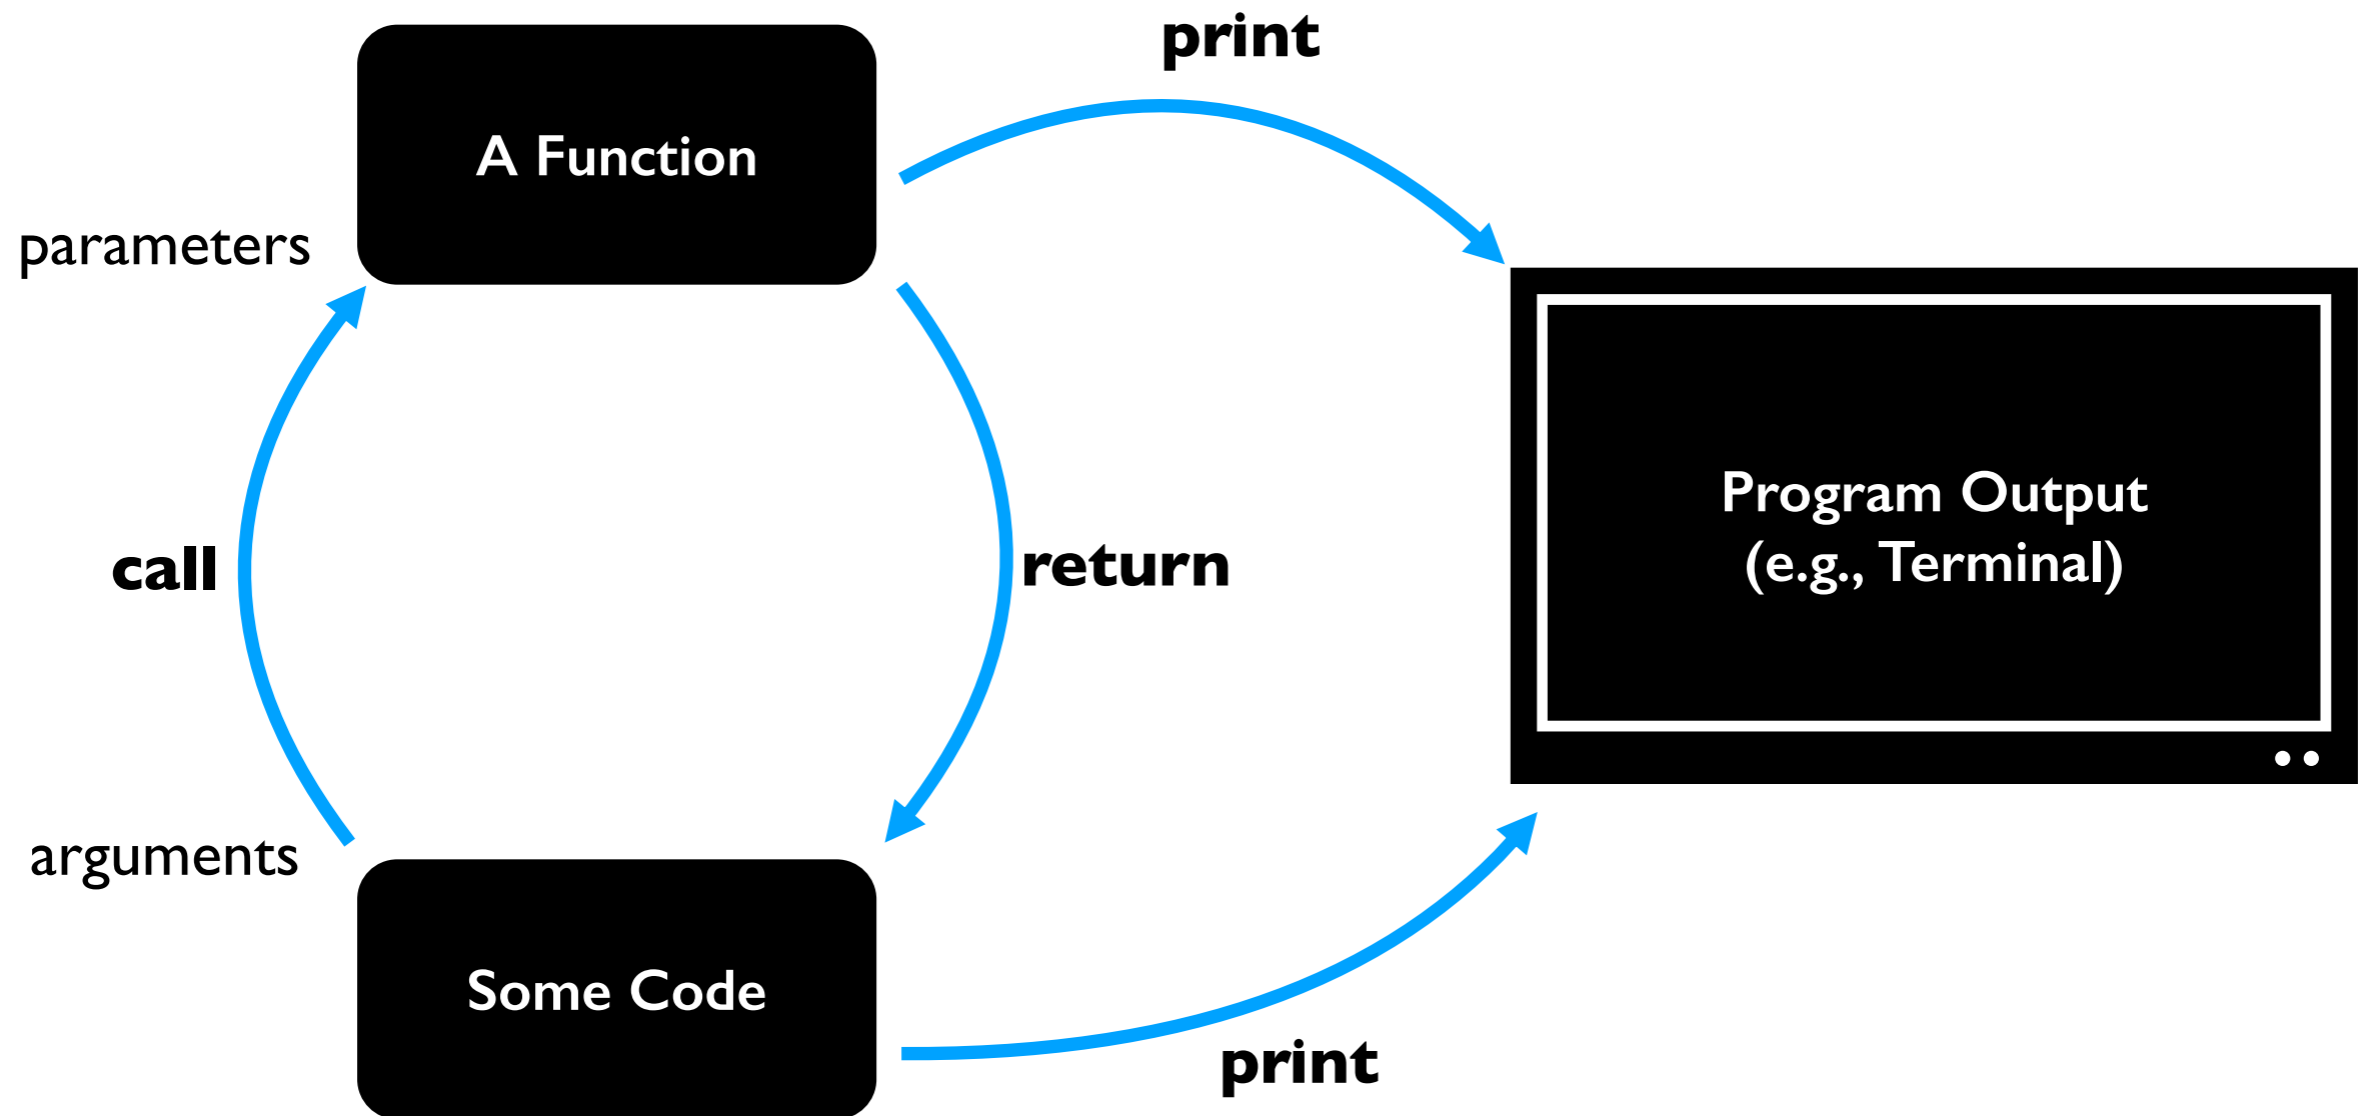 print
A Function
parameters
call
return
Program Output
(e.g., Terminal)
arguments
Some Code
print